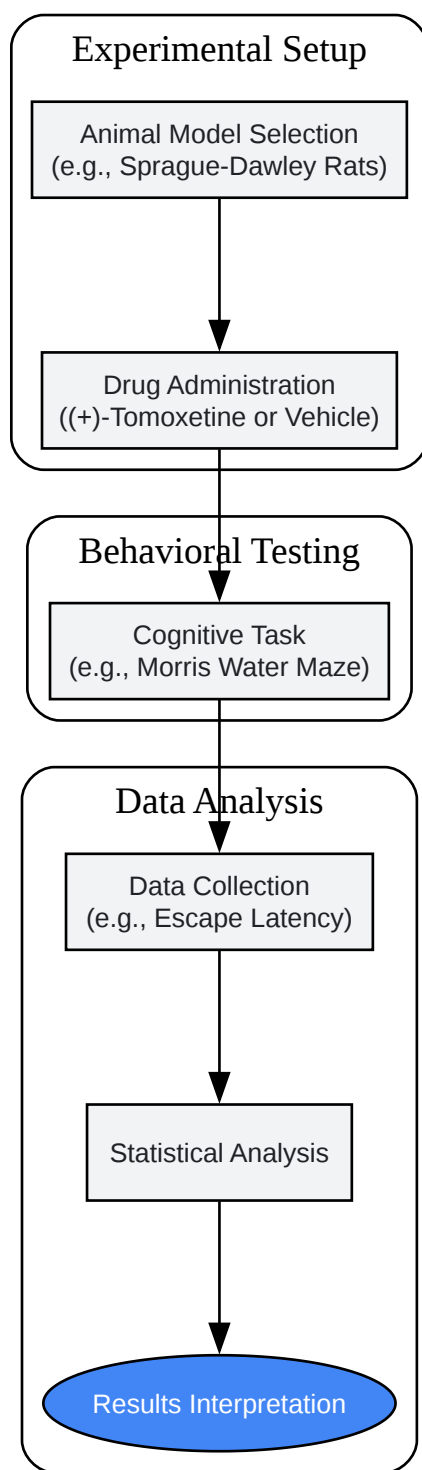 Experimental Setup
Animal Model Selection
(e.g., Sprague-Dawley Rats)
Drug Administration
((+)-Tomoxetine or Vehicle)
Behavioral Testing
Cognitive Task
(e.g., Morris Water Maze)
Data Analysis
Data Collection
(e.g., Escape Latency)
Statistical Analysis
Results Interpretation